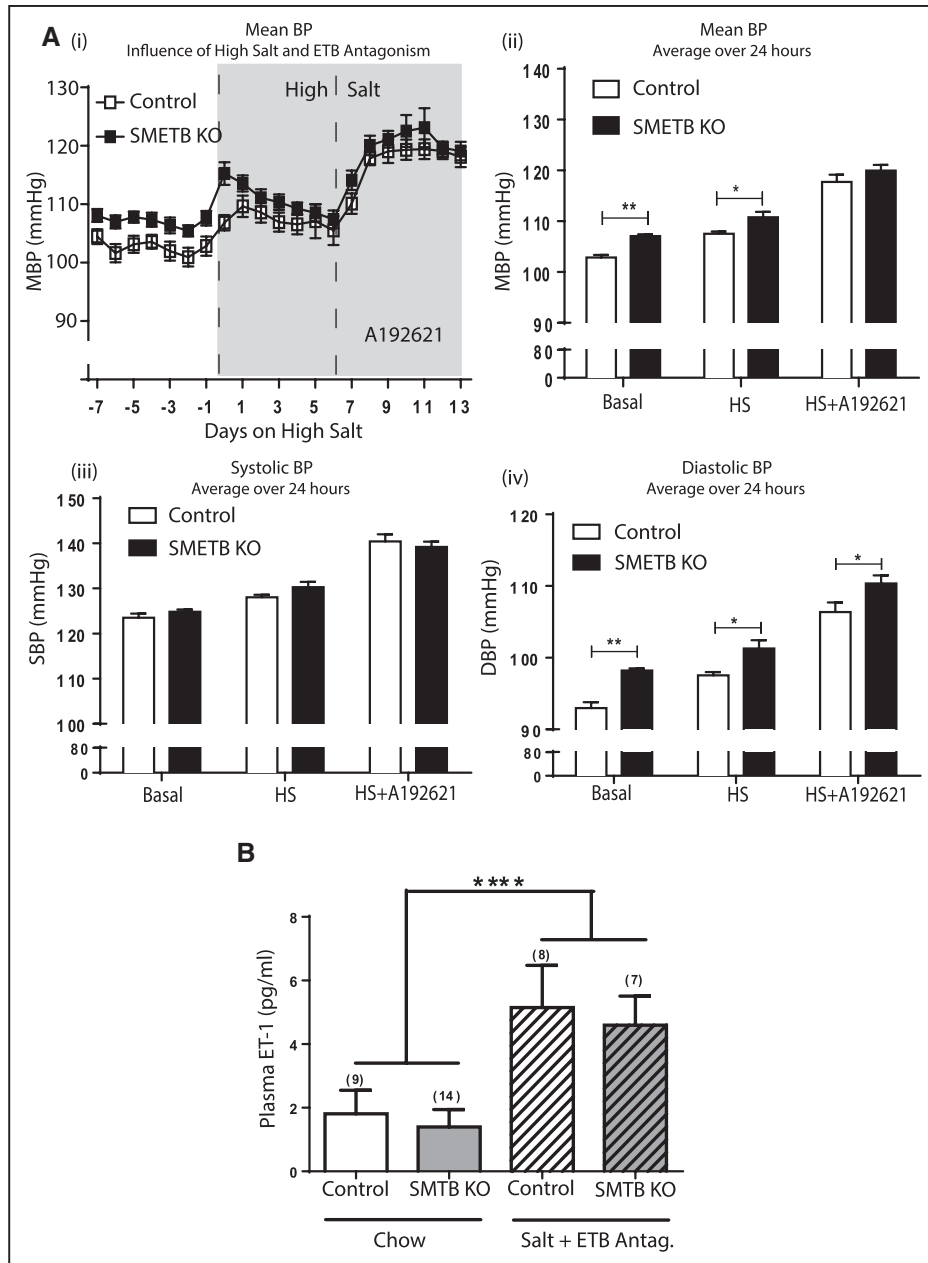 A (i)
Mean BP
Influence of High Salt and ETB Antagonism
130
120
110
100
90
MBP (mmHg)
Control
SMETB KO
High Salt
A192621
-7 -5 -3 -1 1 3 5 7 9 11 13
Days on High Salt
(ii)
Mean BP
Average over 24 hours
140
130
120
110
100
90
80
0
MBP (mmHg)
Control
SMETB KO
**
*
Basal HS HS+A192621
(iii)
Systolic BP
Average over 24 hours
150
140
130
120
110
100
80
0
SBP (mmHg)
Control
SMETB KO
Basal HS HS+A192621
(iv)
Diastolic BP
Average over 24 hours
120
110
100
90
80
0
DBP (mmHg)
Control
SMETB KO
**
*
*
Basal HS HS+A192621
B
8
6
4
2
0
Plasma ET-1 (pg/ml)
****
(9) (14) (8) (7)
Control SMTB KO Control SMTB KO
Chow Salt + ETB Antag.